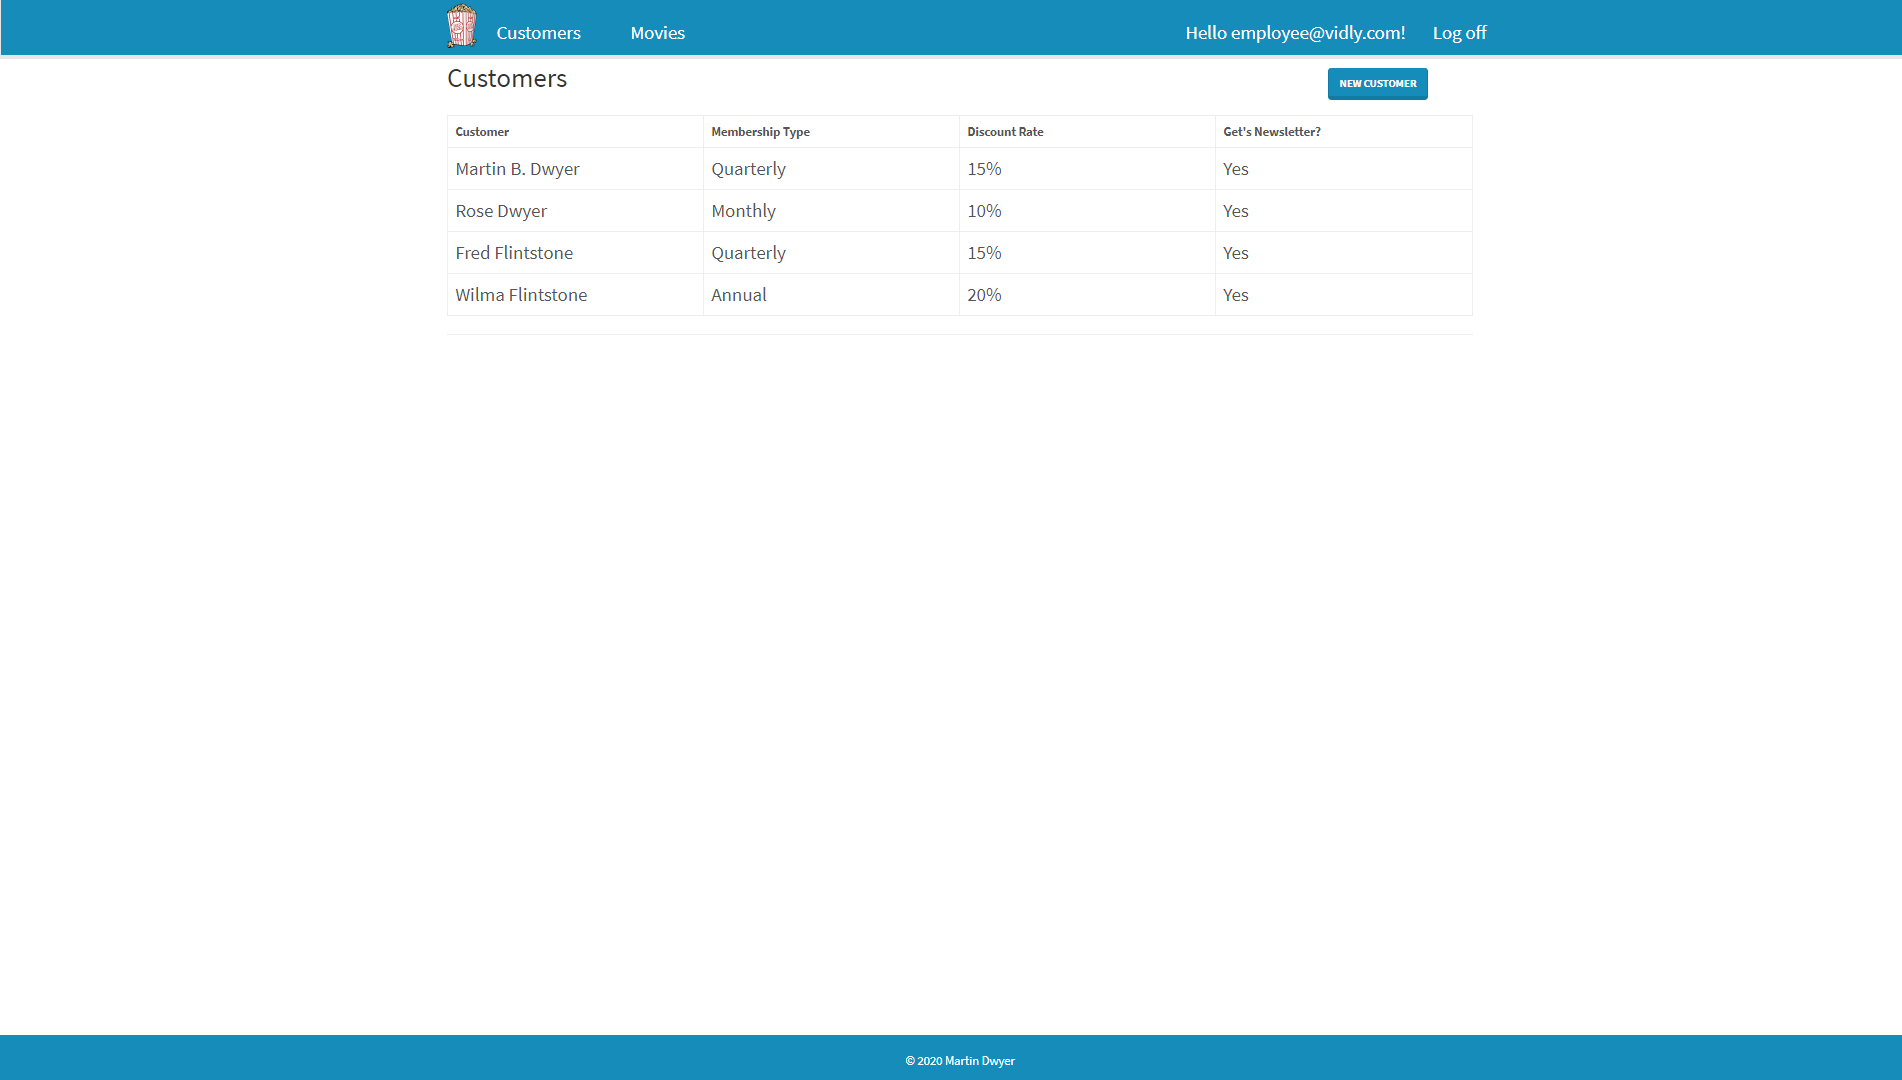 Customers Movies Hello employee@vidly.com! Log off
Customers NEW CUSTOMER
Customer Membership Type Discount Rate Get's Newsletter?
Martin B. Dwyer Quarterly 15% Yes
Rose Dwyer Monthly 10% Yes
Fred Flintstone Quarterly 15% Yes
Wilma Flintstone Annual 20% Yes
© 2020 Martin Dwyer